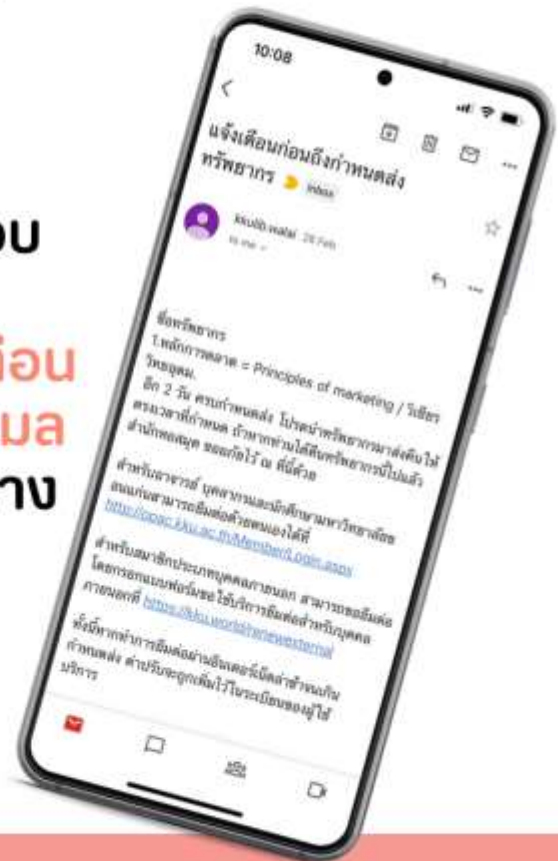 อบ
ตือน
มล
าง
10:08
แจ้งเตือนก่อนถึงกำหนดส่ง
ทรัพยากร Inbox
kkulib.walai 28 Feb
to me
ชื่อทรัพยากร
1.หลักการตลาด = Principles of marketing / วิเชียร
วิทยอุดม.
อีก 2 วัน ครบกำหนดส่ง โปรดนำทรัพยากรมาส่งคืนให้
ตรงเวลาที่กำหนด ถ้าหากท่านได้คืนทรัพยากรนี้ไปแล้ว
สำนักหอสมุด ขออภัยไว้ ณ ที่นี้ด้วย
สำหรับอาจารย์ บุคลากรและนักศึกษามหาวิทยาลัยข
อนแก่นสามารถยืมต่อด้วยตนเองได้ที่
http://opac.kku.ac.th/Member/Login.aspx
สำหรับสมาชิกประเภทบุคคลภายนอก สามารถขอยืมต่อ
โดยกรอกแบบฟอร์มขอใช้บริการยืมต่อสำหรับบุคคล
ภายนอกที่ https://kku.world/renewexternal
ทั้งนี้หากทำการยืมต่อผ่านอินเตอร์เน็ตล่าช้าจนเกิน
กำหนดส่ง ค่าปรับจะถูกเพิ่มไว้ในระเบียนของผู้ใช้
บริการ